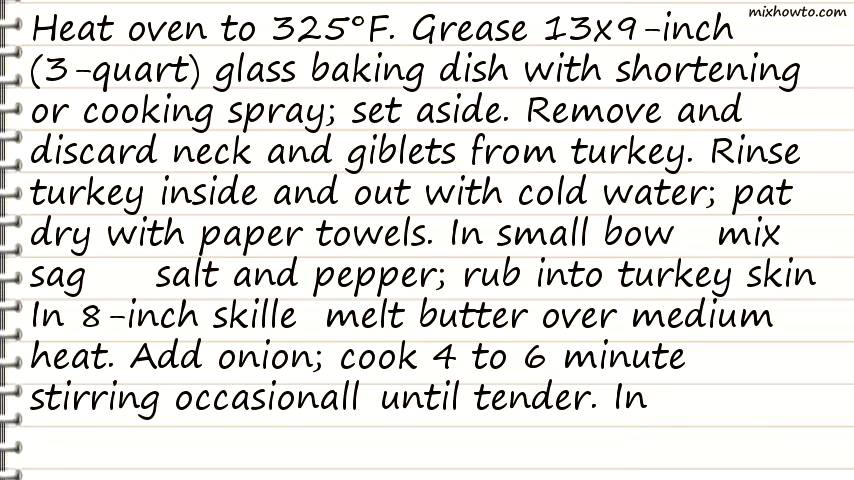 mixhowto.com
Heat oven to 325°F. Grease 13x9-inch
(3-quart) glass baking dish with shortening
or cooking spray; set aside. Remove and
discard neck and giblets from turkey. Rinse
turkey inside and out with cold water; pat
dry with paper towels. In small bow mix
sag salt and pepper; rub into turkey skin
In 8-inch skille melt butter over medium
heat. Add onion; cook 4 to 6 minute
stirring occasionall until tender. In